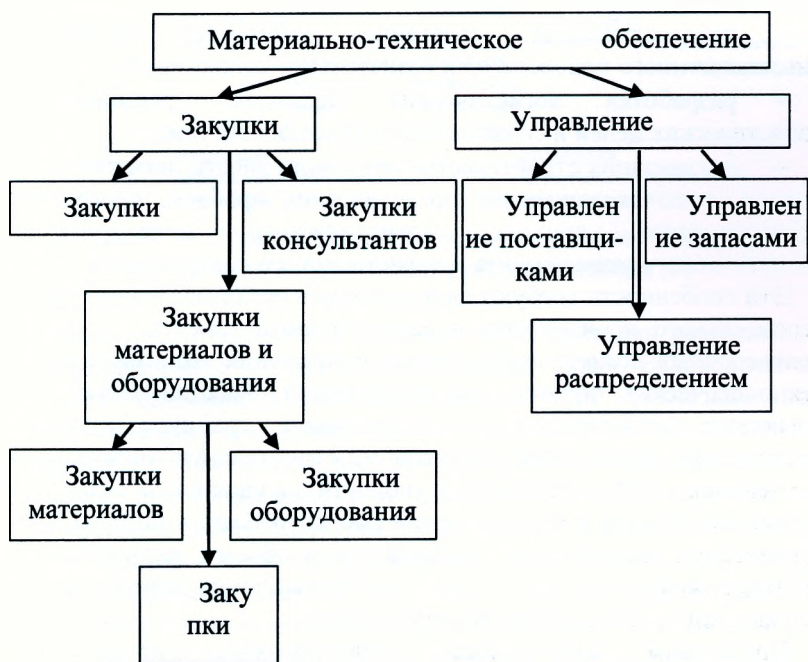 Материально-техническое обеспечение
Закупки
Управление
Закупки
Закупки
консультантов
Управлен
ие поставщи-
ками
Управлен
ие запасами
Закупки
материалов и
оборудования
Управление
распределением
Закупки
материалов
Закупки
оборудования
Заку
пки